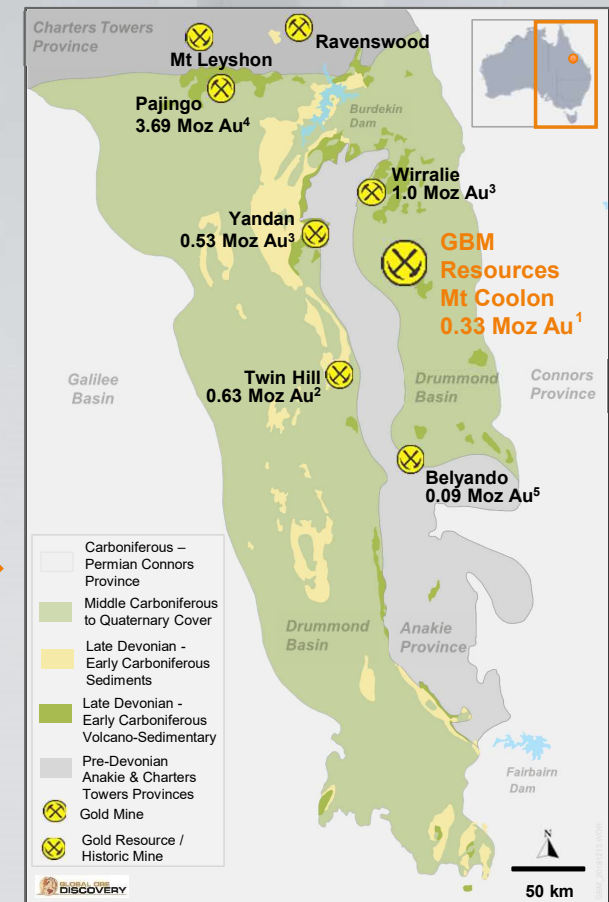 Charters Towers
Province
Mt Leyshon
Ravenswood
Pajingo
3.69 Moz Au⁴
Burdekin
Dam
Wirralie
1.0 Moz Au³
Yandan
0.53 Moz Au³
GBM
Resources
Mt Coolon
0.33 Moz Au¹
Galilee
Basin
Twin Hill
0.63 Moz Au²
Drummond
Basin
Connors
Province
Belyando
0.09 Moz Au⁵
Carboniferous –
Permian Connors
Province
Middle Carboniferous
to Quaternary Cover
Late Devonian -
Early Carboniferous
Sediments
Late Devonian -
Early Carboniferous
Volcano-Sedimentary
Pre-Devonian
Anakie & Charters
Towers Provinces
Gold Mine
Gold Resource /
Historic Mine
Drummond
Basin
Anakie
Province
Fairbairn
Dam
N
50 km
GLOBAL ORE
DISCOVERY